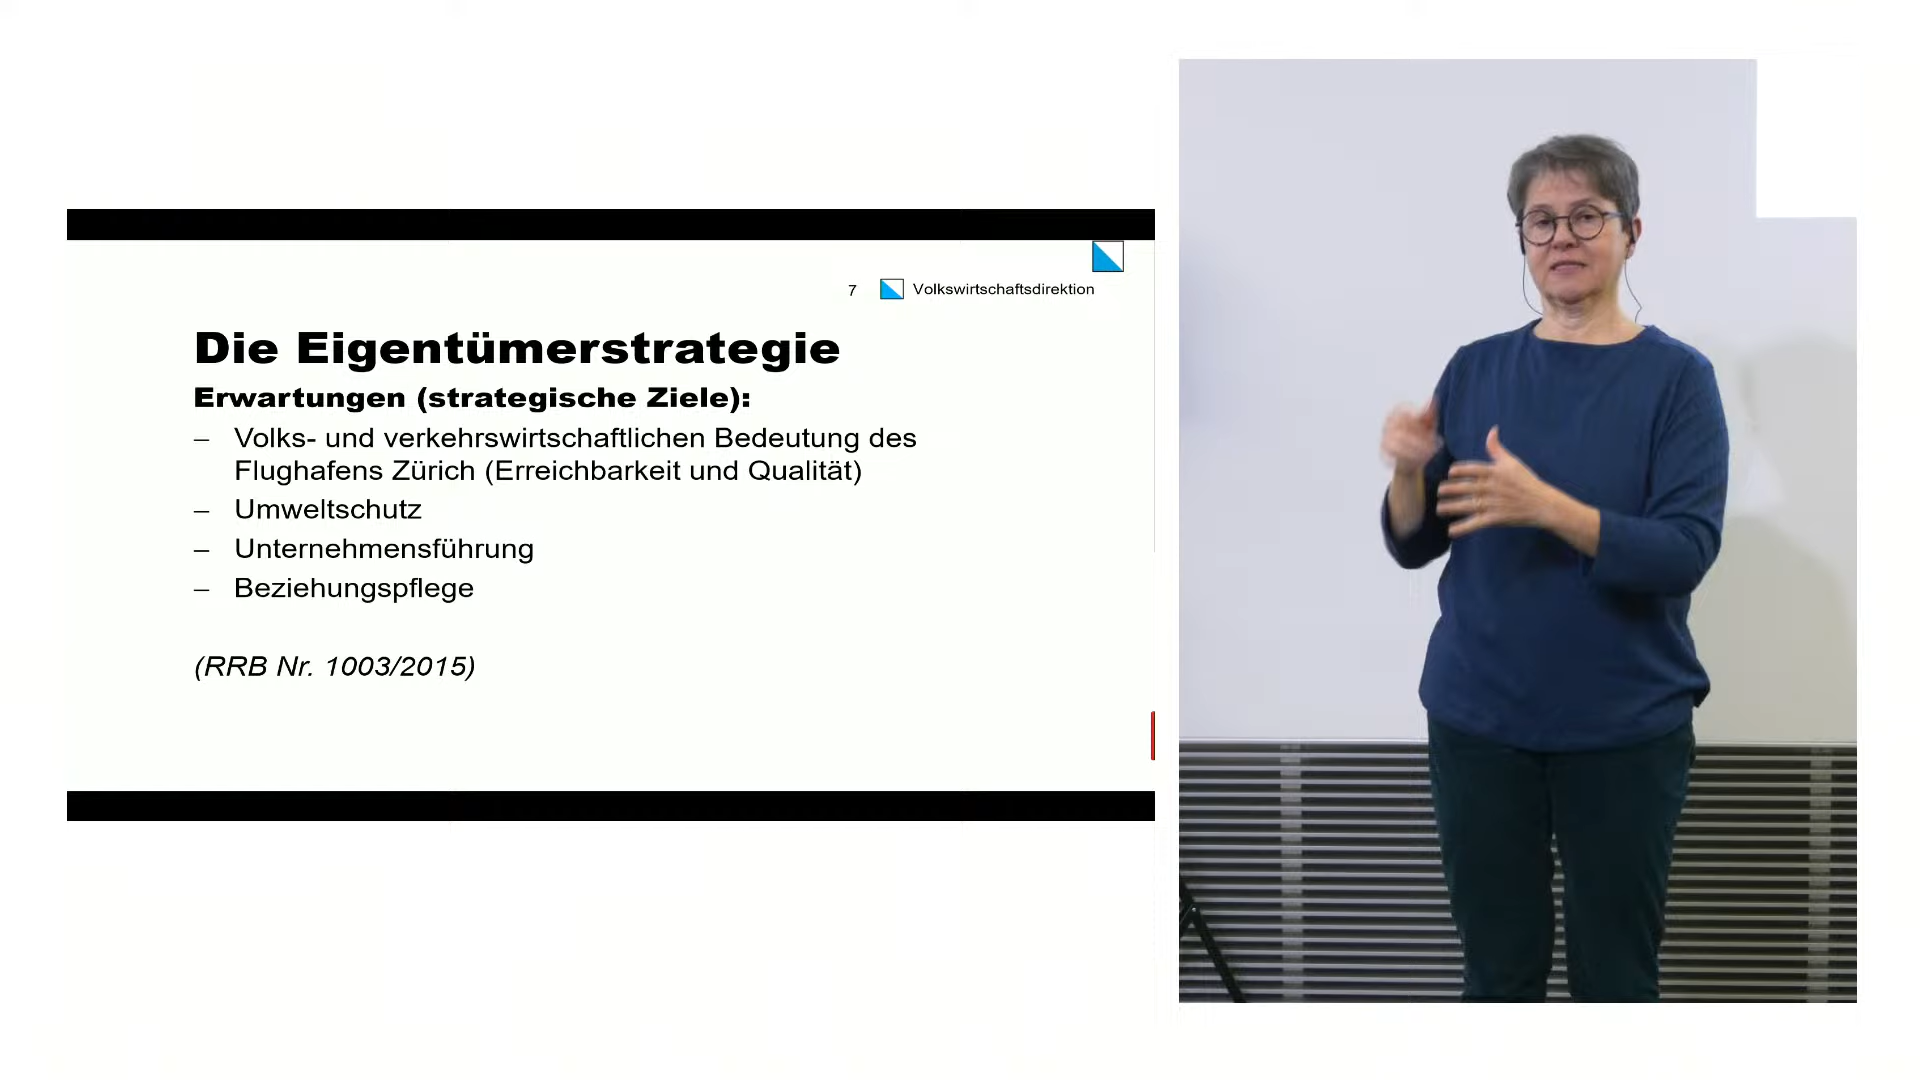 7 Volkswirtschaftsdirektion
Die Eigentümerstrategie
Erwartungen (strategische Ziele):
– Volks- und verkehrswirtschaftlichen Bedeutung des
Flughafens Zürich (Erreichbarkeit und Qualität)
– Umweltschutz
– Unternehmensführung
– Beziehungspflege
(RRB Nr. 1003/2015)